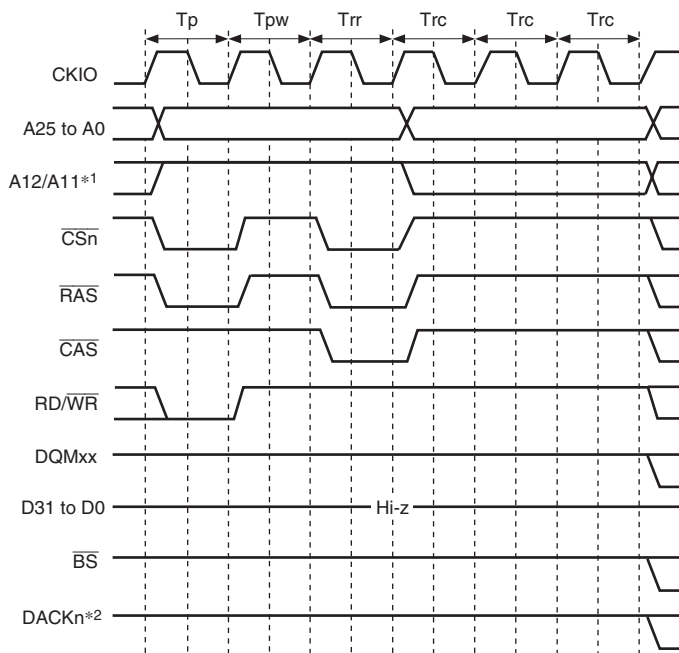 Tp Tpw Trr Trc Trc Trc
CKIO
A25 to A0
A12/A11*1
CSn
RAS
CAS
RD/WR
DQMxx
D31 to D0 Hi-z
BS
DACKn*2